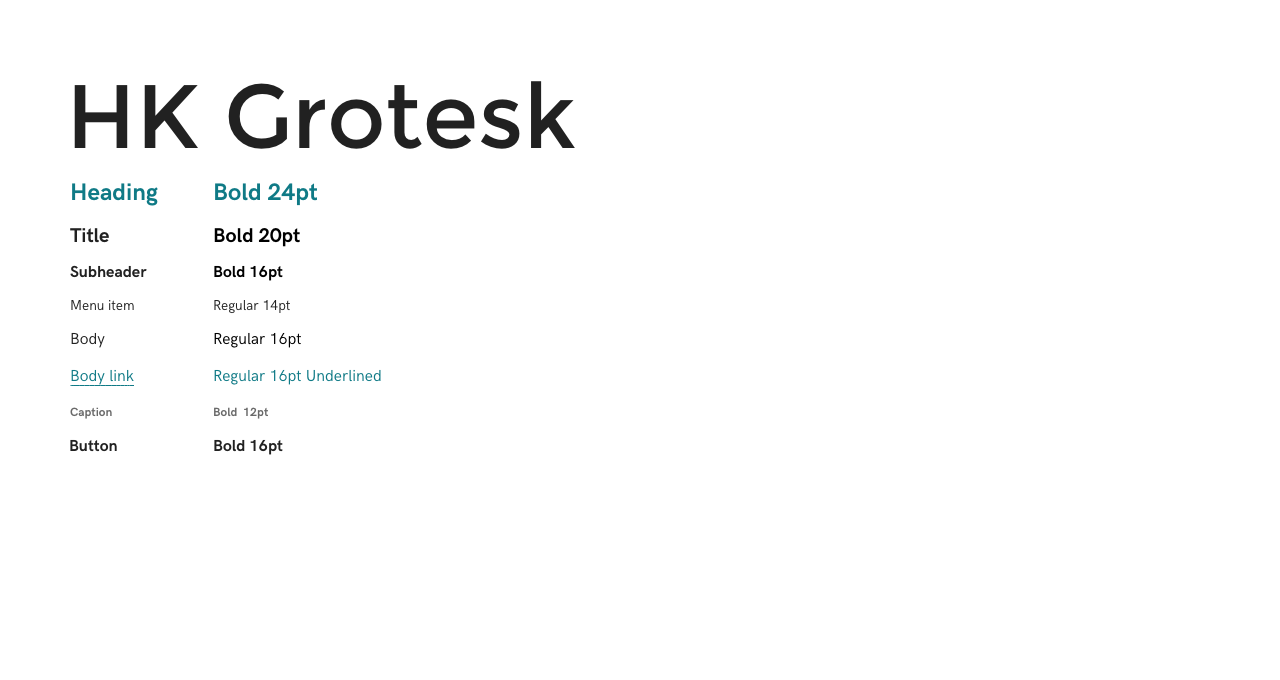 HK Grotesk
Heading Bold 24pt
Title Bold 20pt
Subheader Bold 16pt
Menu item Regular 14pt
Body Regular 16pt
Body link Regular 16pt Underlined
Caption Bold 12pt
Button Bold 16pt